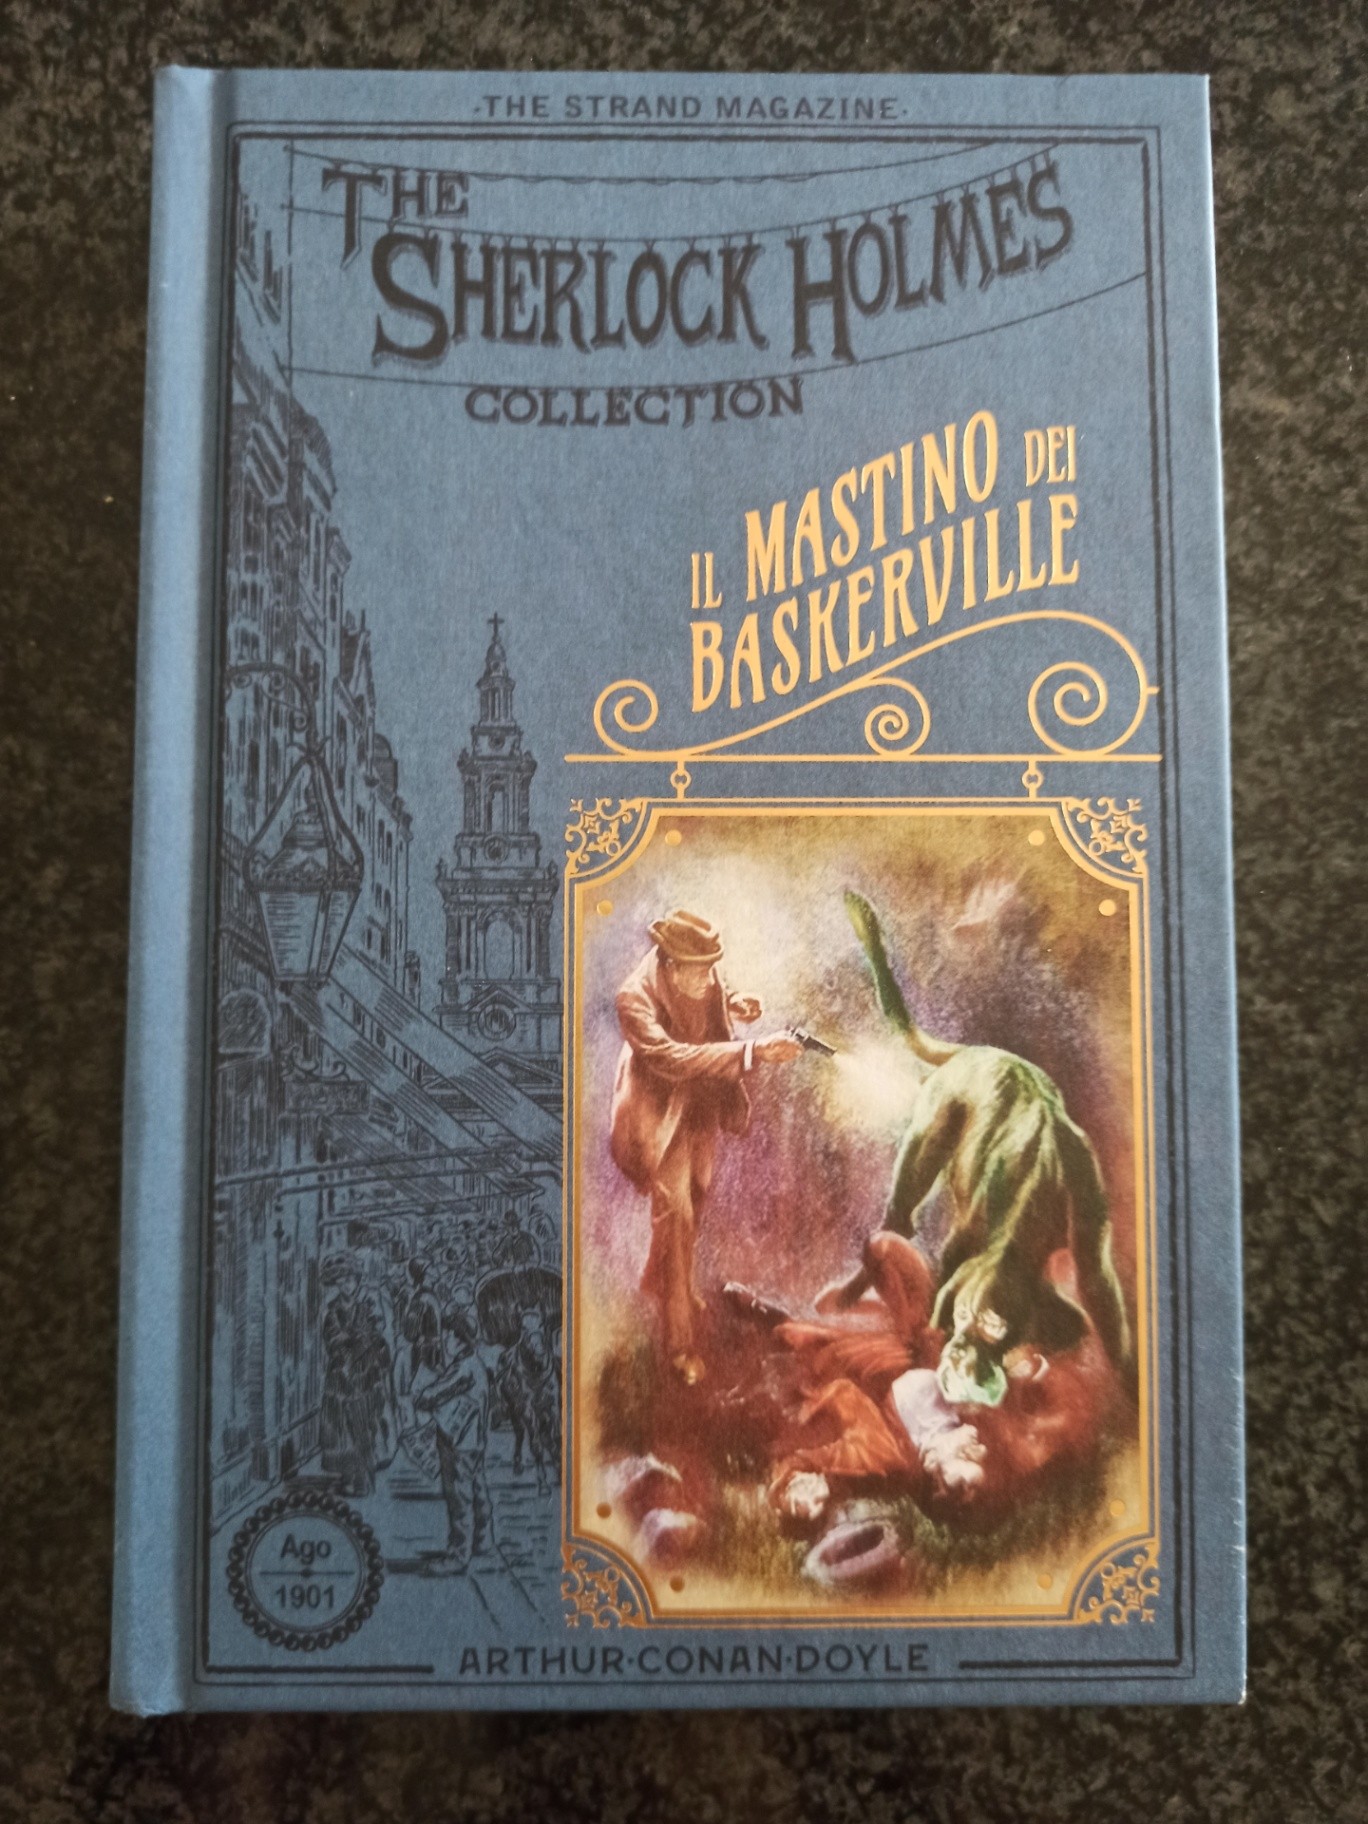 ·THE STRAND MAGAZINE·
THE
SHERLOCK HOLMES
COLLECTION
IL MASTINO DEI
BASKERVILLE
Ago
1901
ARTHUR·CONAN·DOYLE